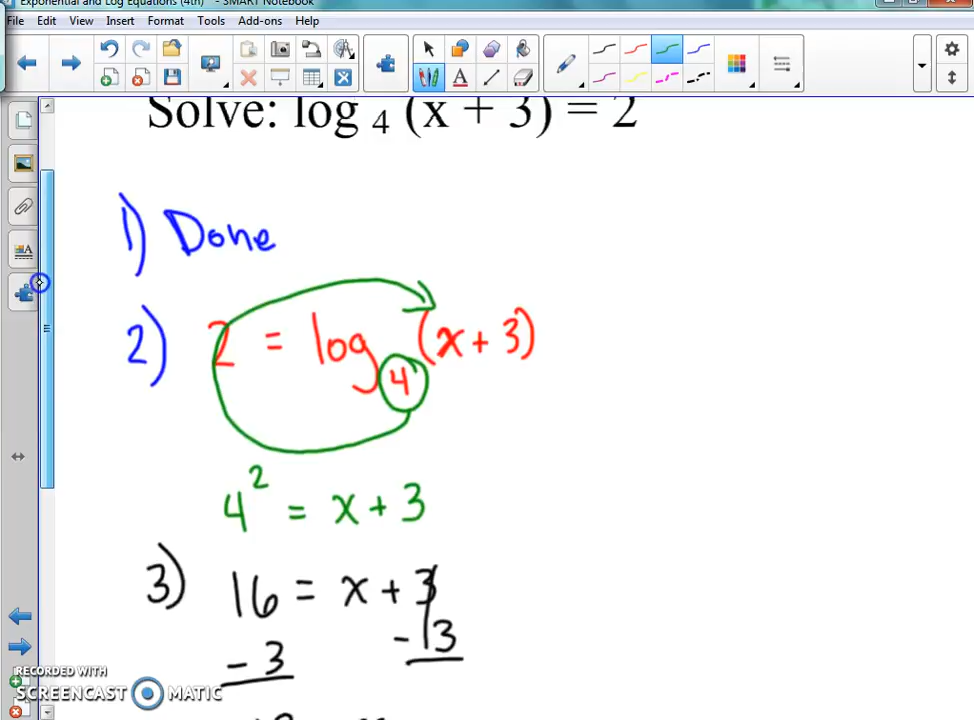 Exponential and Log Equations (4th) - SMART Notebook
File Edit View Insert Format Tools Add-ons Help
Solve: log 4 (x + 3) = 2
1) Done
2) 2 = log 4 (x + 3)
4² = x + 3
3) 16 = x + 3
- 3 - 3
RECORDED WITH
SCREENCAST MATIC